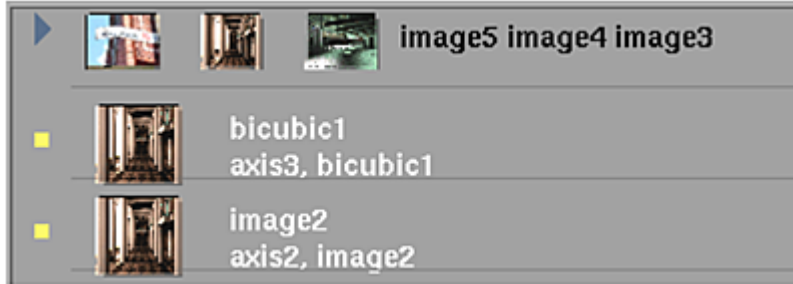 image5 image4 image3
bicubic1
axis3, bicubic1
image2
axis2, image2